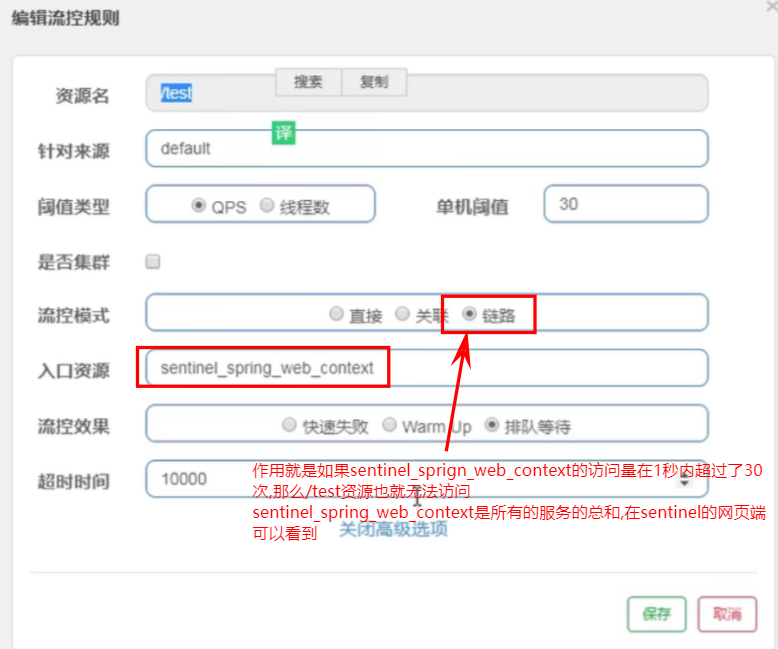 编辑流控规则
×
搜索 复制
资源名 /test
译
针对来源 default
阈值类型 QPS 线程数 单机阈值 30
是否集群
流控模式 直接 关联 链路
入口资源 sentinel_spring_web_context
流控效果 快速失败 Warm Up 排队等待
超时时间 10000
作用就是如果sentinel_sprign_web_context的访问量在1秒内超过了30
次,那么/test资源也就无法访问
sentinel_spring_web_context是所有的服务的总和,在sentinel的网页端
可以看到
关闭高级选项
保存 取消